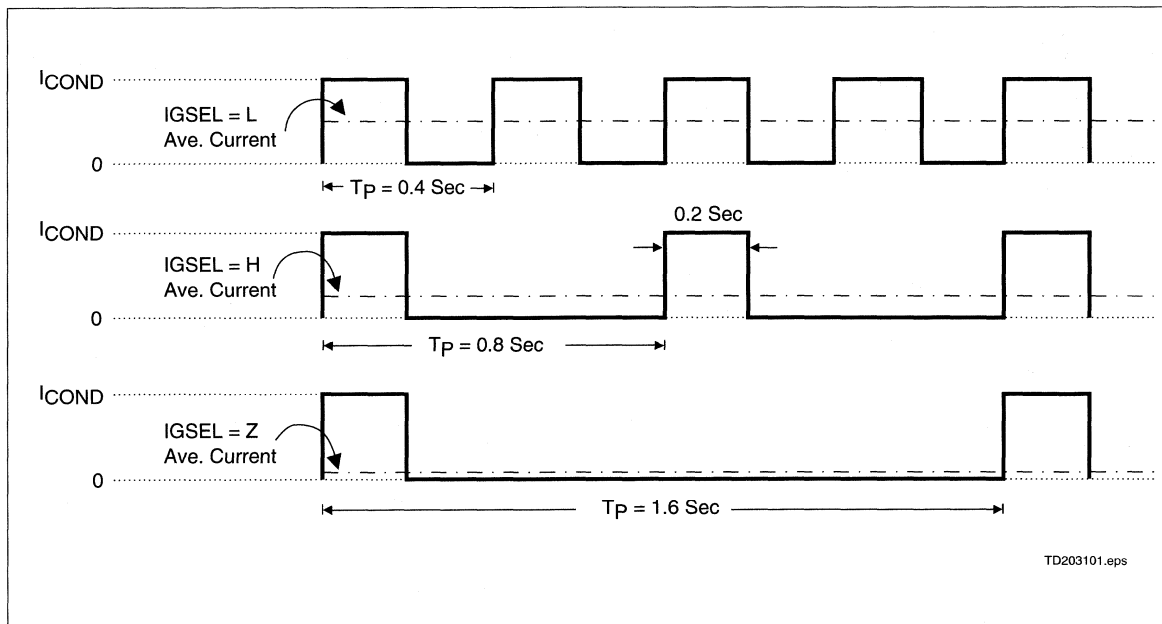 ICOND
IGSEL = L
Ave. Current
0
TP = 0.4 Sec
ICOND
0.2 Sec
IGSEL = H
Ave. Current
0
TP = 0.8 Sec
ICOND
IGSEL = Z
Ave. Current
0
TP = 1.6 Sec
TD203101.eps